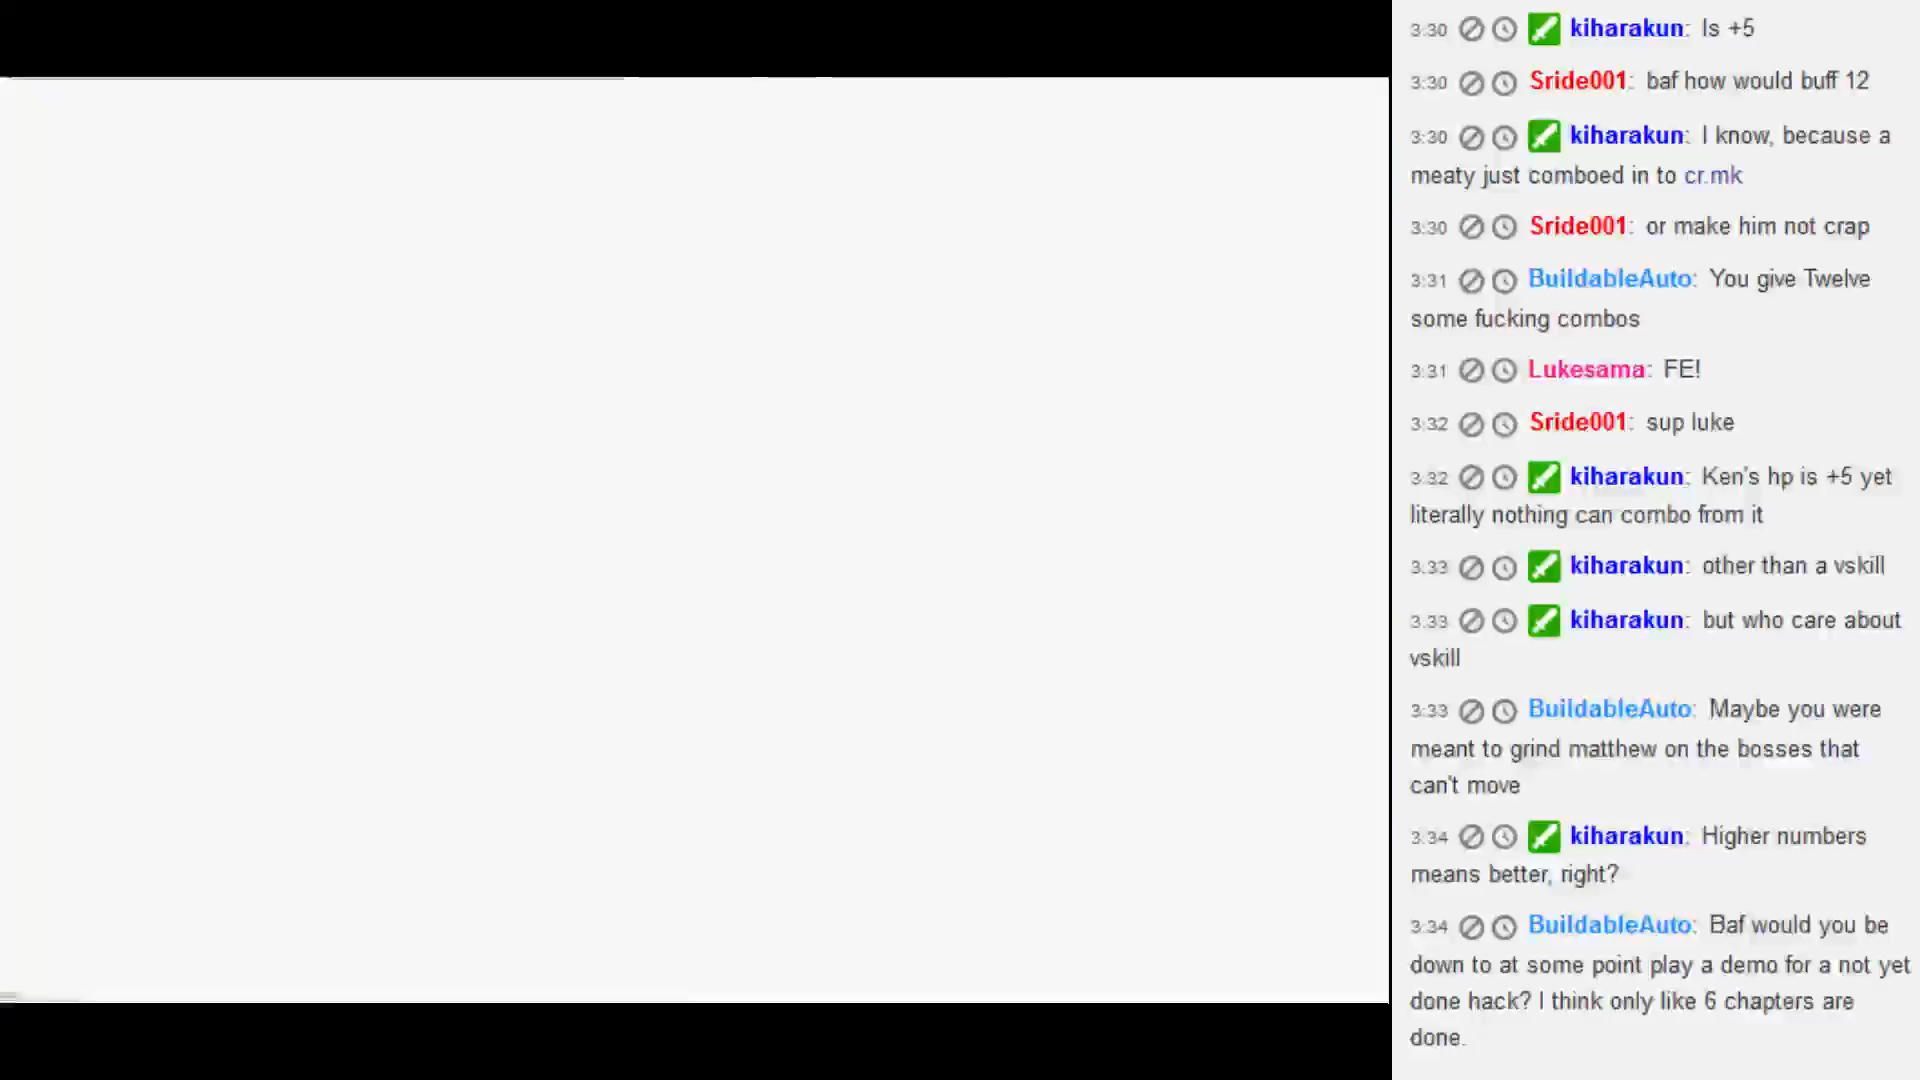 3:30 kiharakun: Is +5
3:30 Sride001: baf how would buff 12
3:30 kiharakun: I know, because a
meaty just comboed in to cr.mk
3:30 Sride001: or make him not crap
3:31 BuildableAuto: You give Twelve
some fucking combos
3:31 Lukesama: FE!
3:32 Sride001: sup luke
3:32 kiharakun: Ken's hp is +5 yet
literally nothing can combo from it
3:33 kiharakun: other than a vskill
3:33 kiharakun: but who care about
vskill
3:33 BuildableAuto: Maybe you were
meant to grind matthew on the bosses that
can't move
3:34 kiharakun: Higher numbers
means better, right?
3:34 BuildableAuto: Baf would you be
down to at some point play a demo for a not yet
done hack? I think only like 6 chapters are
done.